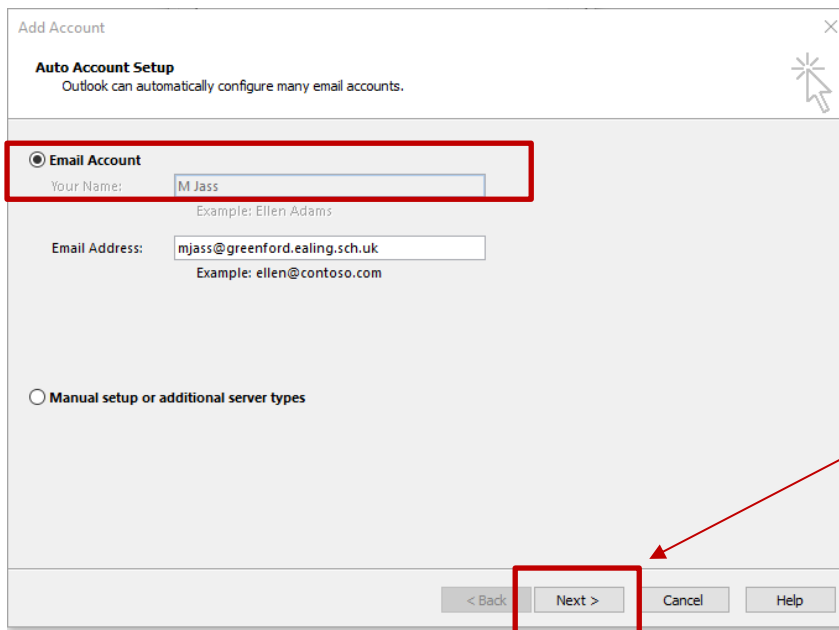 Add Account
Auto Account Setup
Outlook can automatically configure many email accounts.
Email Account
Your Name: M Jass
Example: Ellen Adams
Email Address: mjass@greenford.ealing.sch.uk
Example: ellen@contoso.com
Manual setup or additional server types
< Back Next > Cancel Help